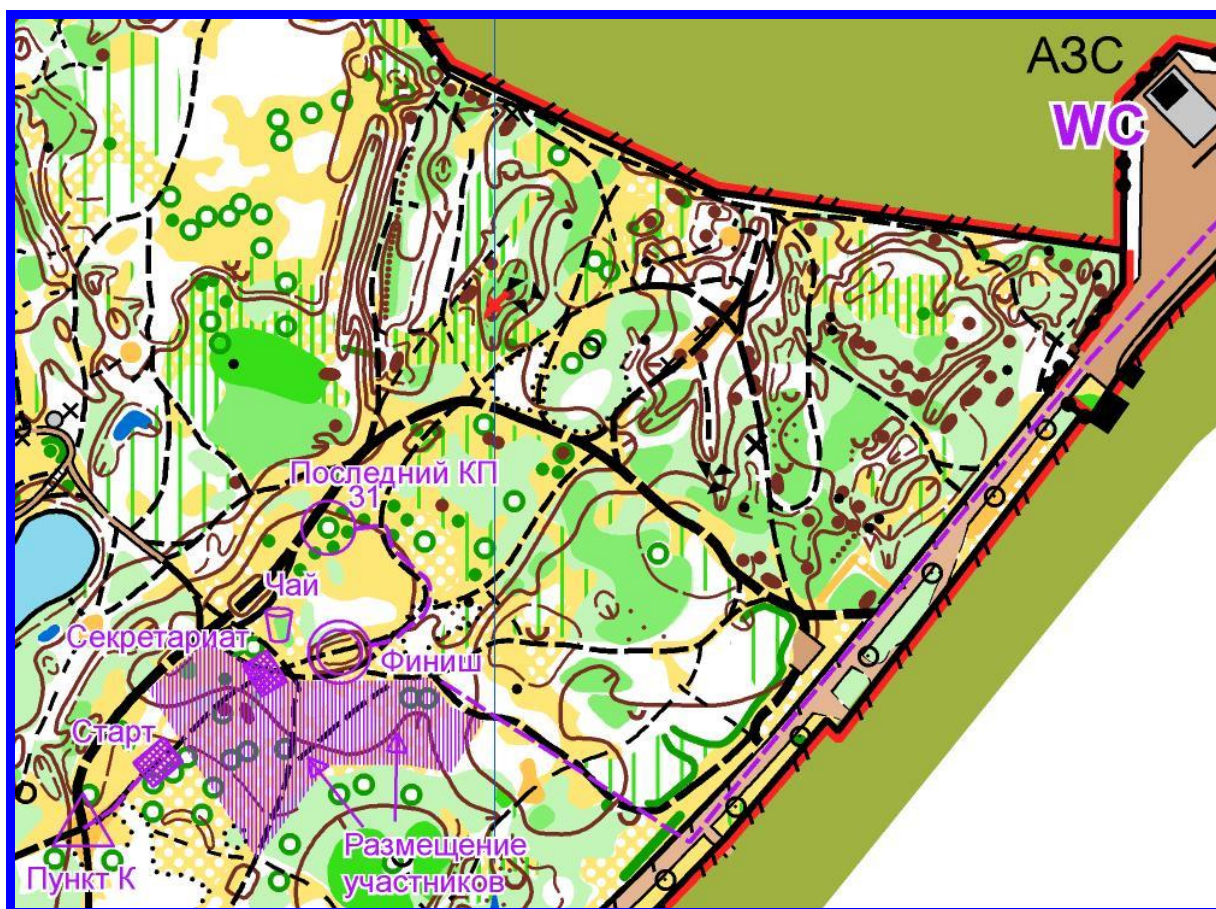 АЗС
WC
Последний КП
31
Чай
Секретариат
Финиш
Старт
Размещение
участников
Пункт К